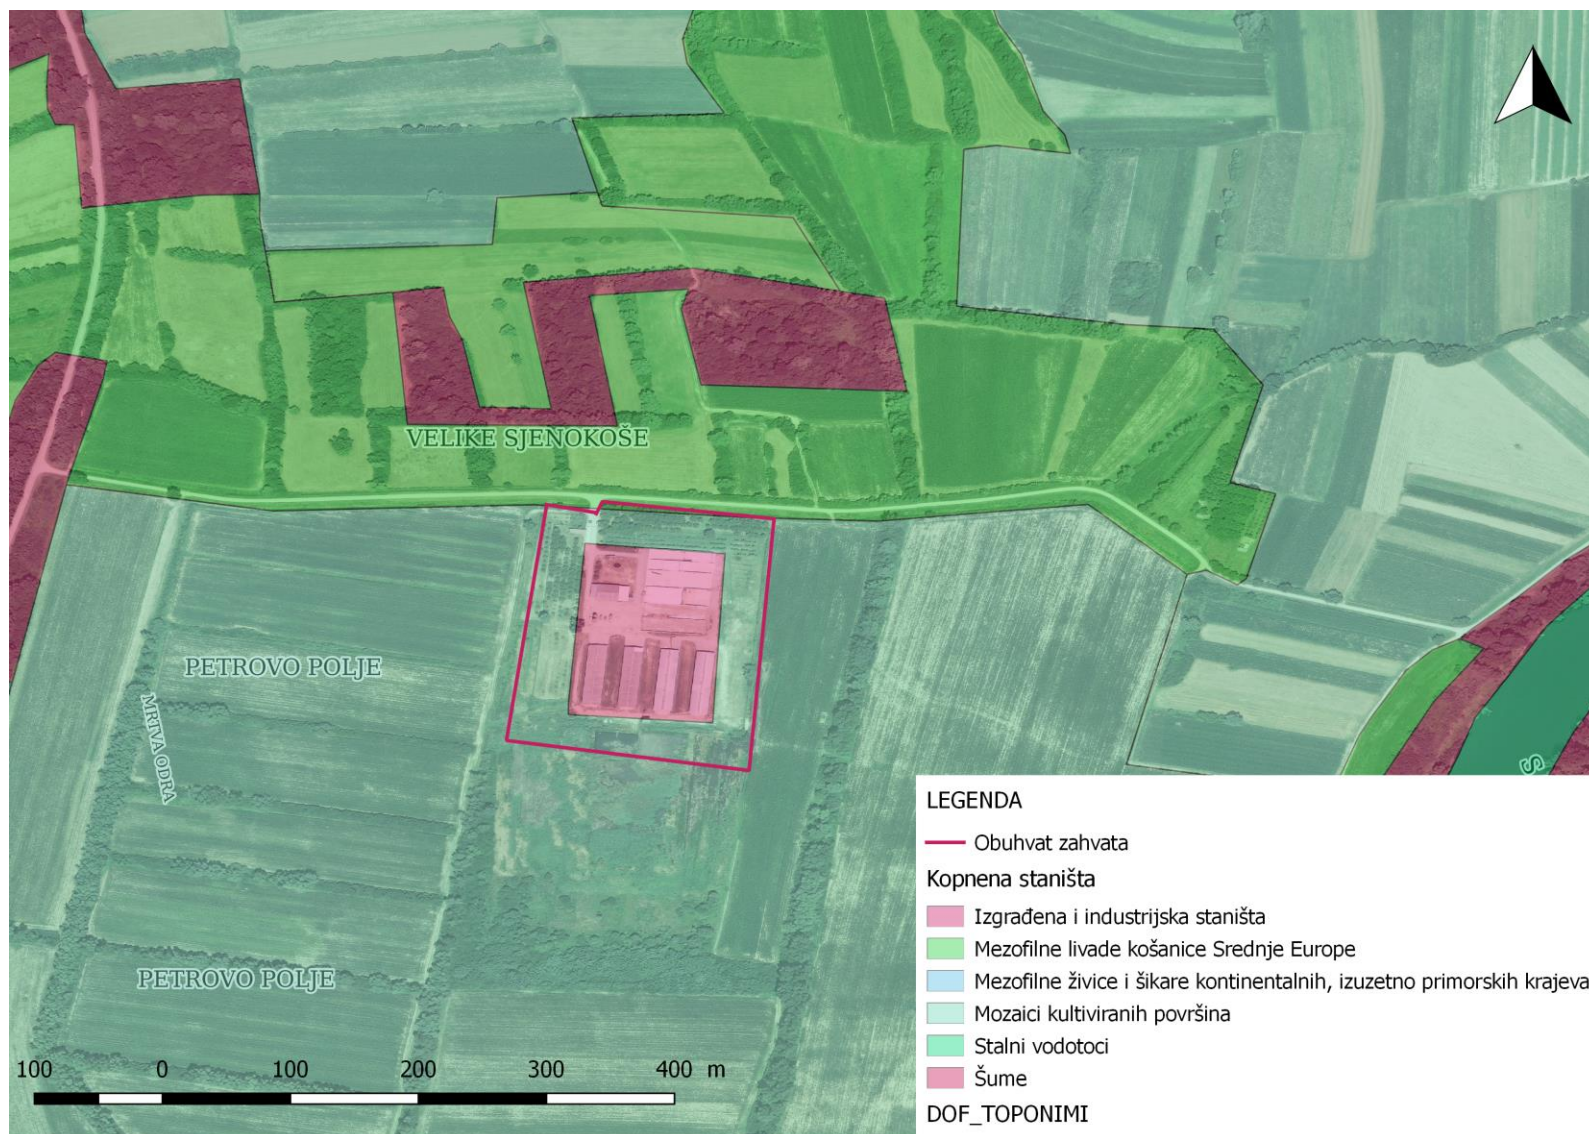 VELIKE SJENOKOŠE
PETROVO POLJE
MRTVA ODRA
S
PETROVO POLJE
100 0 100 200 300 400 m
LEGENDA
Obuhvat zahvata
Kopnena staništa
Izgrađena i industrijska staništa
Mezofilne livade košanice Srednje Europe
Mezofilne živice i šikare kontinentalnih, izuzetno primorskih krajeva
Mozaici kultiviranih površina
Stalni vodotoci
Šume
DOF_TOPONIMI